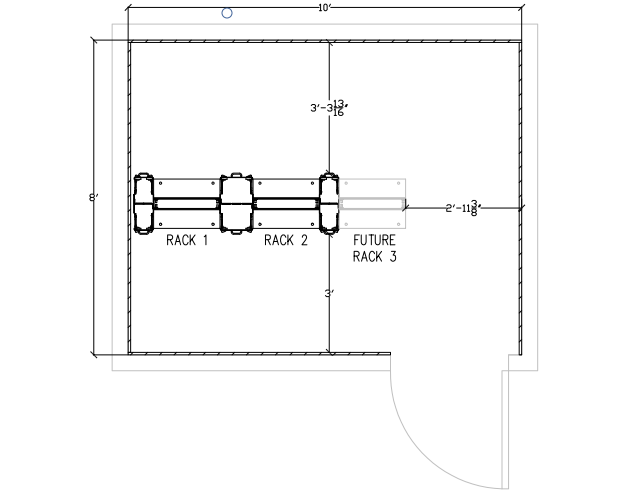 10'
3'-3 13/16"
8'
2'-11 3/8"
RACK 1
RACK 2
FUTURE
RACK 3
3'